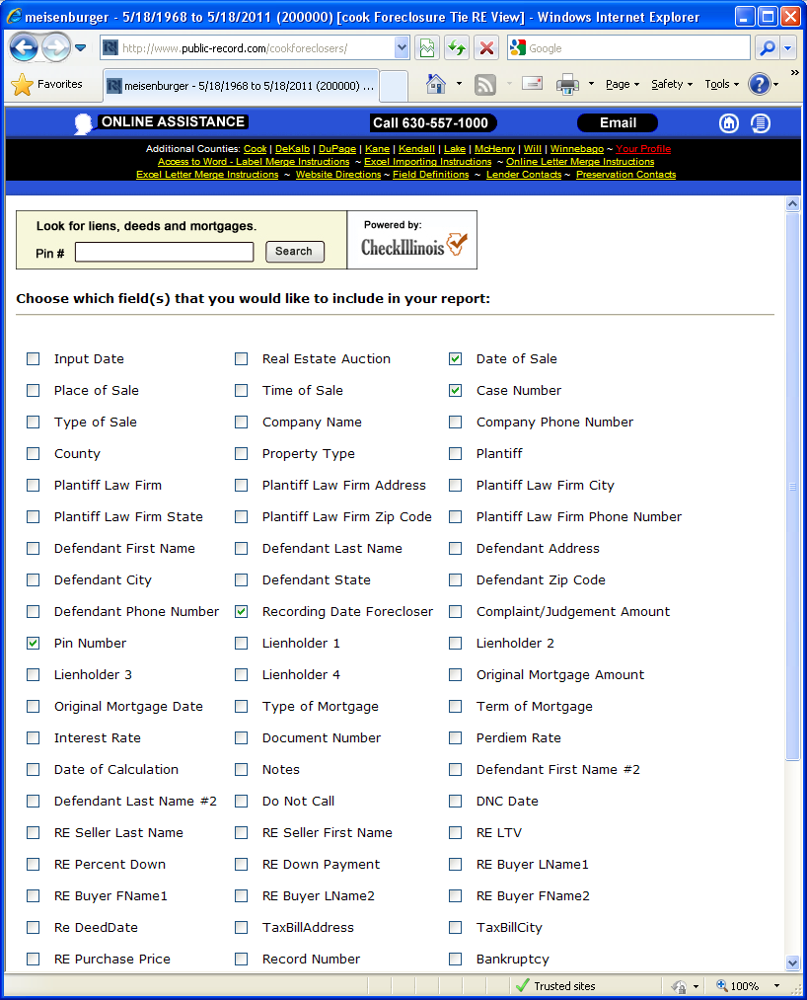 meisenburger - 5/18/1968 to 5/18/2011 (200000) [cook Foreclosure Tie RE View] - Windows Internet Explorer
http://www.public-record.com/cookforeclosers/
Google
Favorites
meisenburger - 5/18/1968 to 5/18/2011 (200000) ...
Page
Safety
Tools
ONLINE ASSISTANCE
Call 630-557-1000
Email
Additional Counties: Cook | DeKalb | DuPage | Kane | Kendall | Lake | McHenry | Will | Winnebago ~ Your Profile
Access to Word - Label Merge Instructions ~ Excel Importing Instructions ~ Online Letter Merge Instructions
Excel Letter Merge Instructions ~ Website Directions ~ Field Definitions ~ Lender Contacts ~ Preservation Contacts
Look for liens, deeds and mortgages.
Pin #
Search
Powered by:
CheckIllinois
Choose which field(s) that you would like to include in your report:
Input Date Real Estate Auction Date of Sale
Place of Sale Time of Sale Case Number
Type of Sale Company Name Company Phone Number
County Property Type Plantiff
Plantiff Law Firm Plantiff Law Firm Address Plantiff Law Firm City
Plantiff Law Firm State Plantiff Law Firm Zip Code Plantiff Law Firm Phone Number
Defendant First Name Defendant Last Name Defendant Address
Defendant City Defendant State Defendant Zip Code
Defendant Phone Number Recording Date Forecloser Complaint/Judgement Amount
Pin Number Lienholder 1 Lienholder 2
Lienholder 3 Lienholder 4 Original Mortgage Amount
Original Mortgage Date Type of Mortgage Term of Mortgage
Interest Rate Document Number Perdiem Rate
Date of Calculation Notes Defendant First Name #2
Defendant Last Name #2 Do Not Call DNC Date
RE Seller Last Name RE Seller First Name RE LTV
RE Percent Down RE Down Payment RE Buyer LName1
RE Buyer FName1 RE Buyer LName2 RE Buyer FName2
Re DeedDate TaxBillAddress TaxBillCity
RE Purchase Price Record Number Bankruptcy
Trusted sites
100%